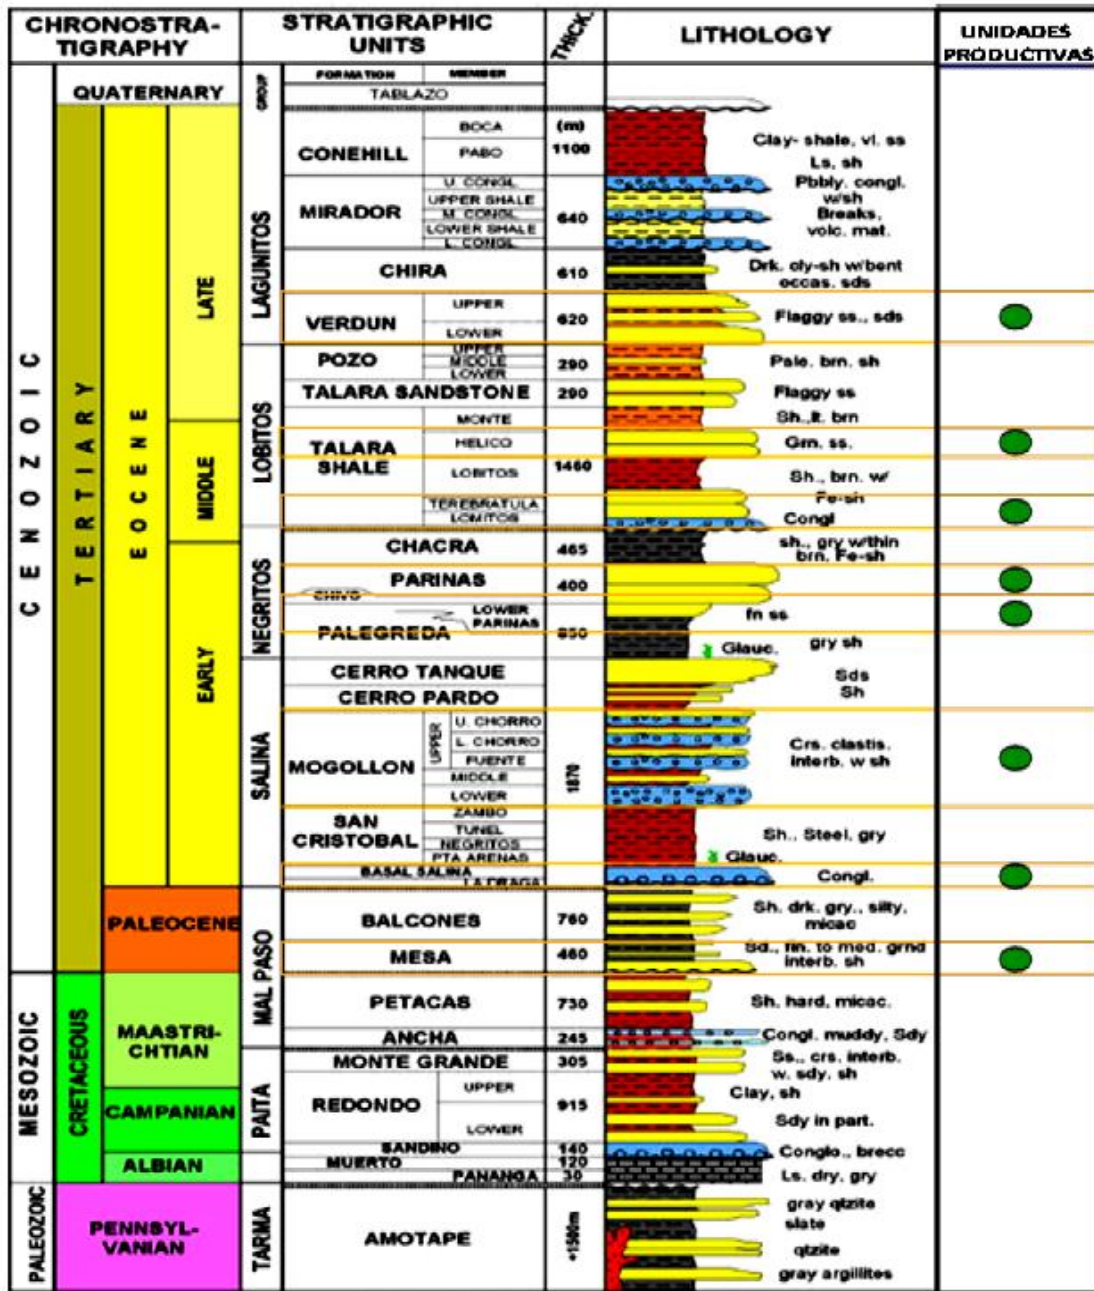 CHRONOSTRA-
TIGRAPHY
STRATIGRAPHIC
UNITS
THICK.
LITHOLOGY
UNIDADES
PRODUCTIVAS
QUATERNARY
GROUP
FORMATION
MEMBER
TABLAZO
CENOZOIC
TERTIARY
EOCENE
LATE
MIDDLE
EARLY
PALEOCENE
MESOZOIC
CRETACEOUS
MAASTRI-
CHTIAN
CAMPANIAN
ALBIAN
PALEOZOIC
PENNSYL-
VANIAN
LAGUNITOS
CONEHILL
BOCA
PABO
(m)
1100
Clay- shale, vl. ss
Ls, sh
MIRADOR
U. CONGL
UPPER SHALE
M. CONGL
LOWER SHALE
L. CONGL
640
Pbbly. congl.
w/sh
Breaks,
volc. mat.
CHIRA
610
Drk. cly-sh w/bent
occas. sds
VERDUN
UPPER
LOWER
620
Flaggy ss., sds
LOBITOS
POZO
UPPER
MIDDLE
LOWER
290
Pale. brn. sh
TALARA SANDSTONE
290
Flaggy ss
TALARA
SHALE
MONTE
HELICO
LOBITOS
TEREBRATULA
LOMITOS
1460
Sh.,lt. brn
Grn. ss.
Sh., brn. w/
Fe-sh
Congl
NEGRITOS
CHACRA
465
sh., gry w/thin
brn. Fe-sh
PARINAS
400
CHIVO
LOWER
PARINAS
fn ss
PALEGREDA
850
Glauc.
gry sh
SALINA
CERRO TANQUE
Sds
CERRO PARDO
Sh
MOGOLLON
UPPER
U. CHORRO
L. CHORRO
FUENTE
MIDDLE
LOWER
1870
Crs. clastis.
interb. w sh
SAN
CRISTOBAL
ZAMBO
TUNEL
NEGRITOS
PTA ARENAS
Sh., Steel, gry
Glauc.
BASAL SALINA
LA DRAGA
Congl.
MAL PASO
BALCONES
760
Sh. drk. gry., silty,
micac
MESA
460
Sd., fin. to med. grnd
interb. sh
PETACAS
730
Sh. hard, micac.
ANCHA
245
Congl. muddy, Sdy
PAITA
MONTE GRANDE
305
Ss., crs. interb.
w. sdy. sh
REDONDO
UPPER
LOWER
915
Clay, sh
Sdy in part.
SANDINO
140
Conglo., brecc
MUERTO
120
PANANGA
30
Ls. dry, gry
TARMA
AMOTAPE
+1500m
gray qtzite
slate
qtzite
gray argillites